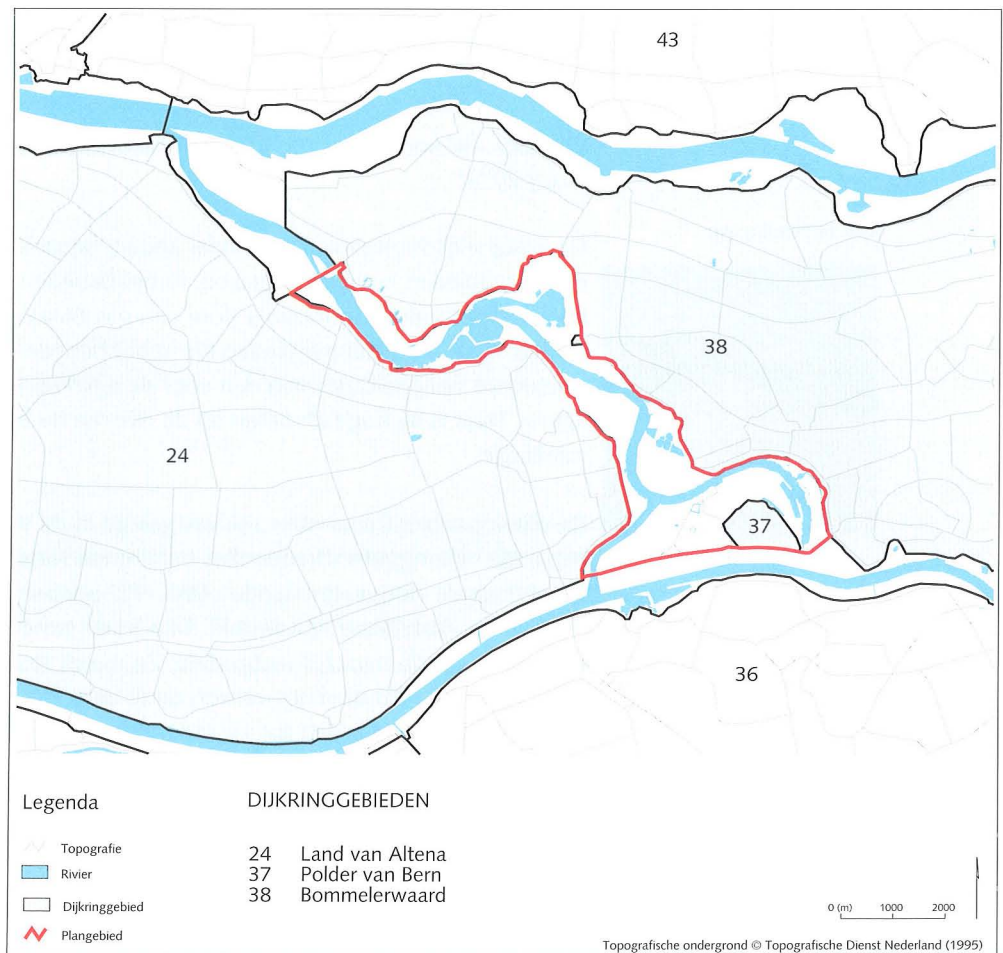 43
38
24
37
36
Legenda
Topografie
Rivier
Dijkringgebied
Plangebied
DIJKRINGGEBIEDEN
24 Land van Altena
37 Polder van Bern
38 Bommelerwaard
0 (m) 1000 2000
Topografische ondergrond © Topografische Dienst Nederland (1995)